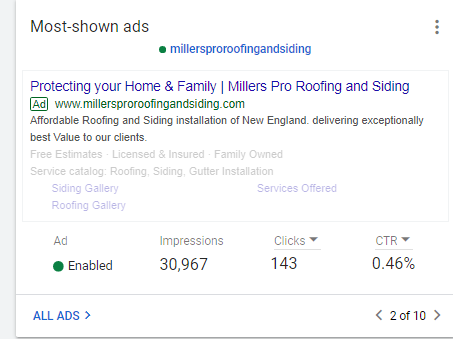 Most-shown ads
millersproroofingandsiding
Protecting your Home & Family | Millers Pro Roofing and Siding
Ad www.millersproroofingandsiding.com
Affordable Roofing and Siding installation of New England. delivering exceptionally
best Value to our clients.
Free Estimates · Licensed & Insured · Family Owned
Service catalog: Roofing, Siding, Gutter Installation
Siding Gallery Services Offered
Roofing Gallery
Ad Impressions Clicks CTR
Enabled 30,967 143 0.46%
ALL ADS 2 of 10